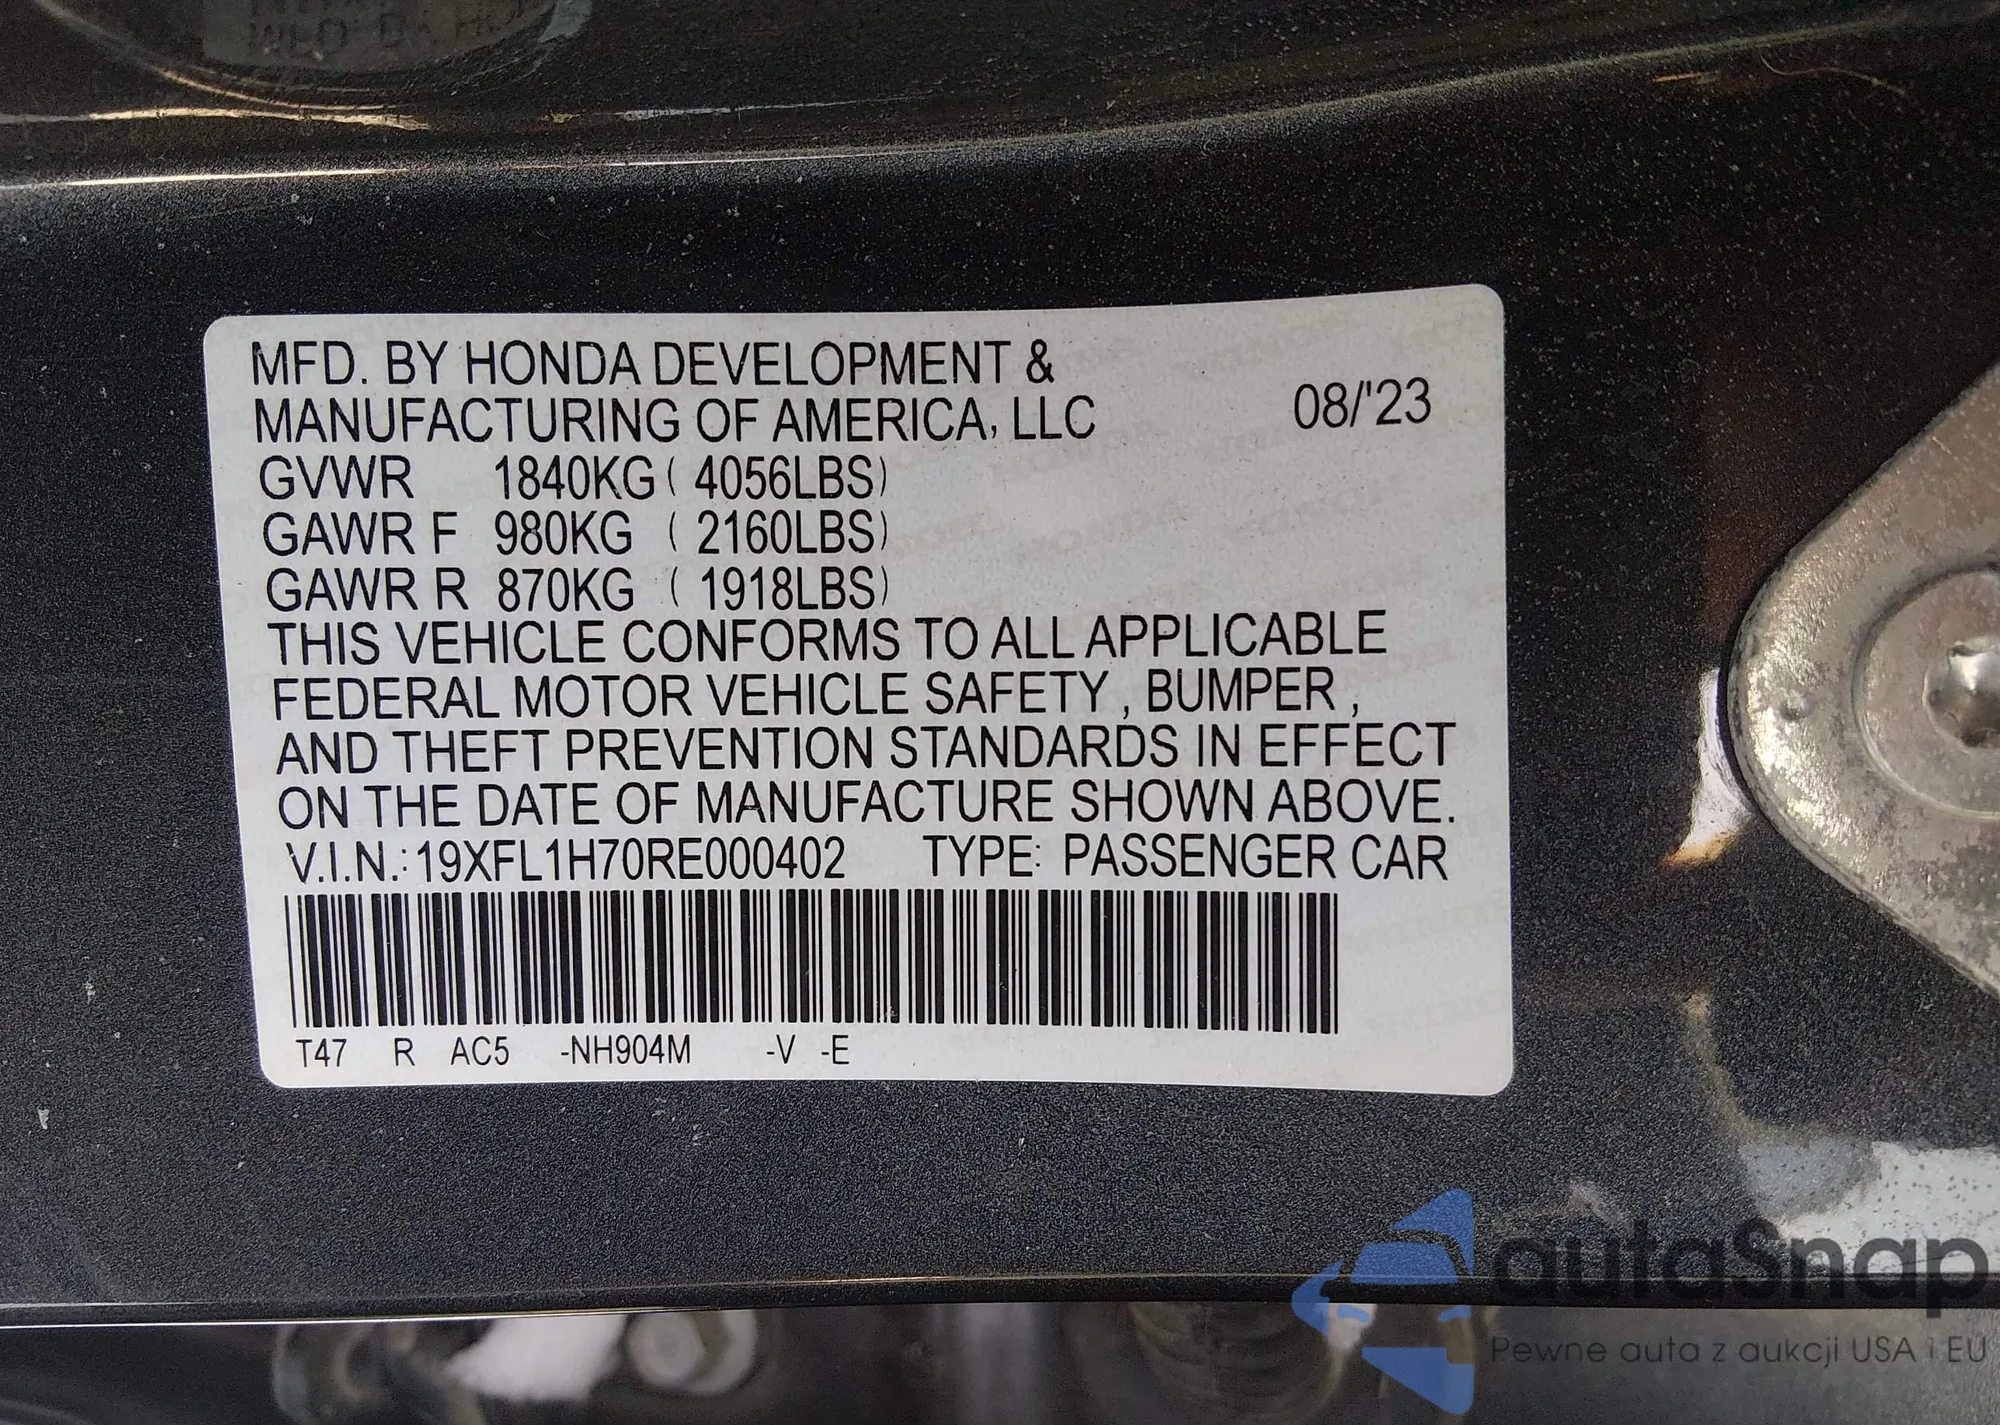 MFD. BY HONDA DEVELOPMENT &
MANUFACTURING OF AMERICA, LLC 08/'23
GVWR 1840KG ( 4056LBS)
GAWR F 980KG ( 2160LBS)
GAWR R 870KG ( 1918LBS)
THIS VEHICLE CONFORMS TO ALL APPLICABLE
FEDERAL MOTOR VEHICLE SAFETY , BUMPER ,
AND THEFT PREVENTION STANDARDS IN EFFECT
ON THE DATE OF MANUFACTURE SHOWN ABOVE.
V.I.N.: 19XFL1H70RE000402 TYPE: PASSENGER CAR
T47 R AC5 -NH904M -V -E
autaSnap
Pewne auta z aukcji USA i EU